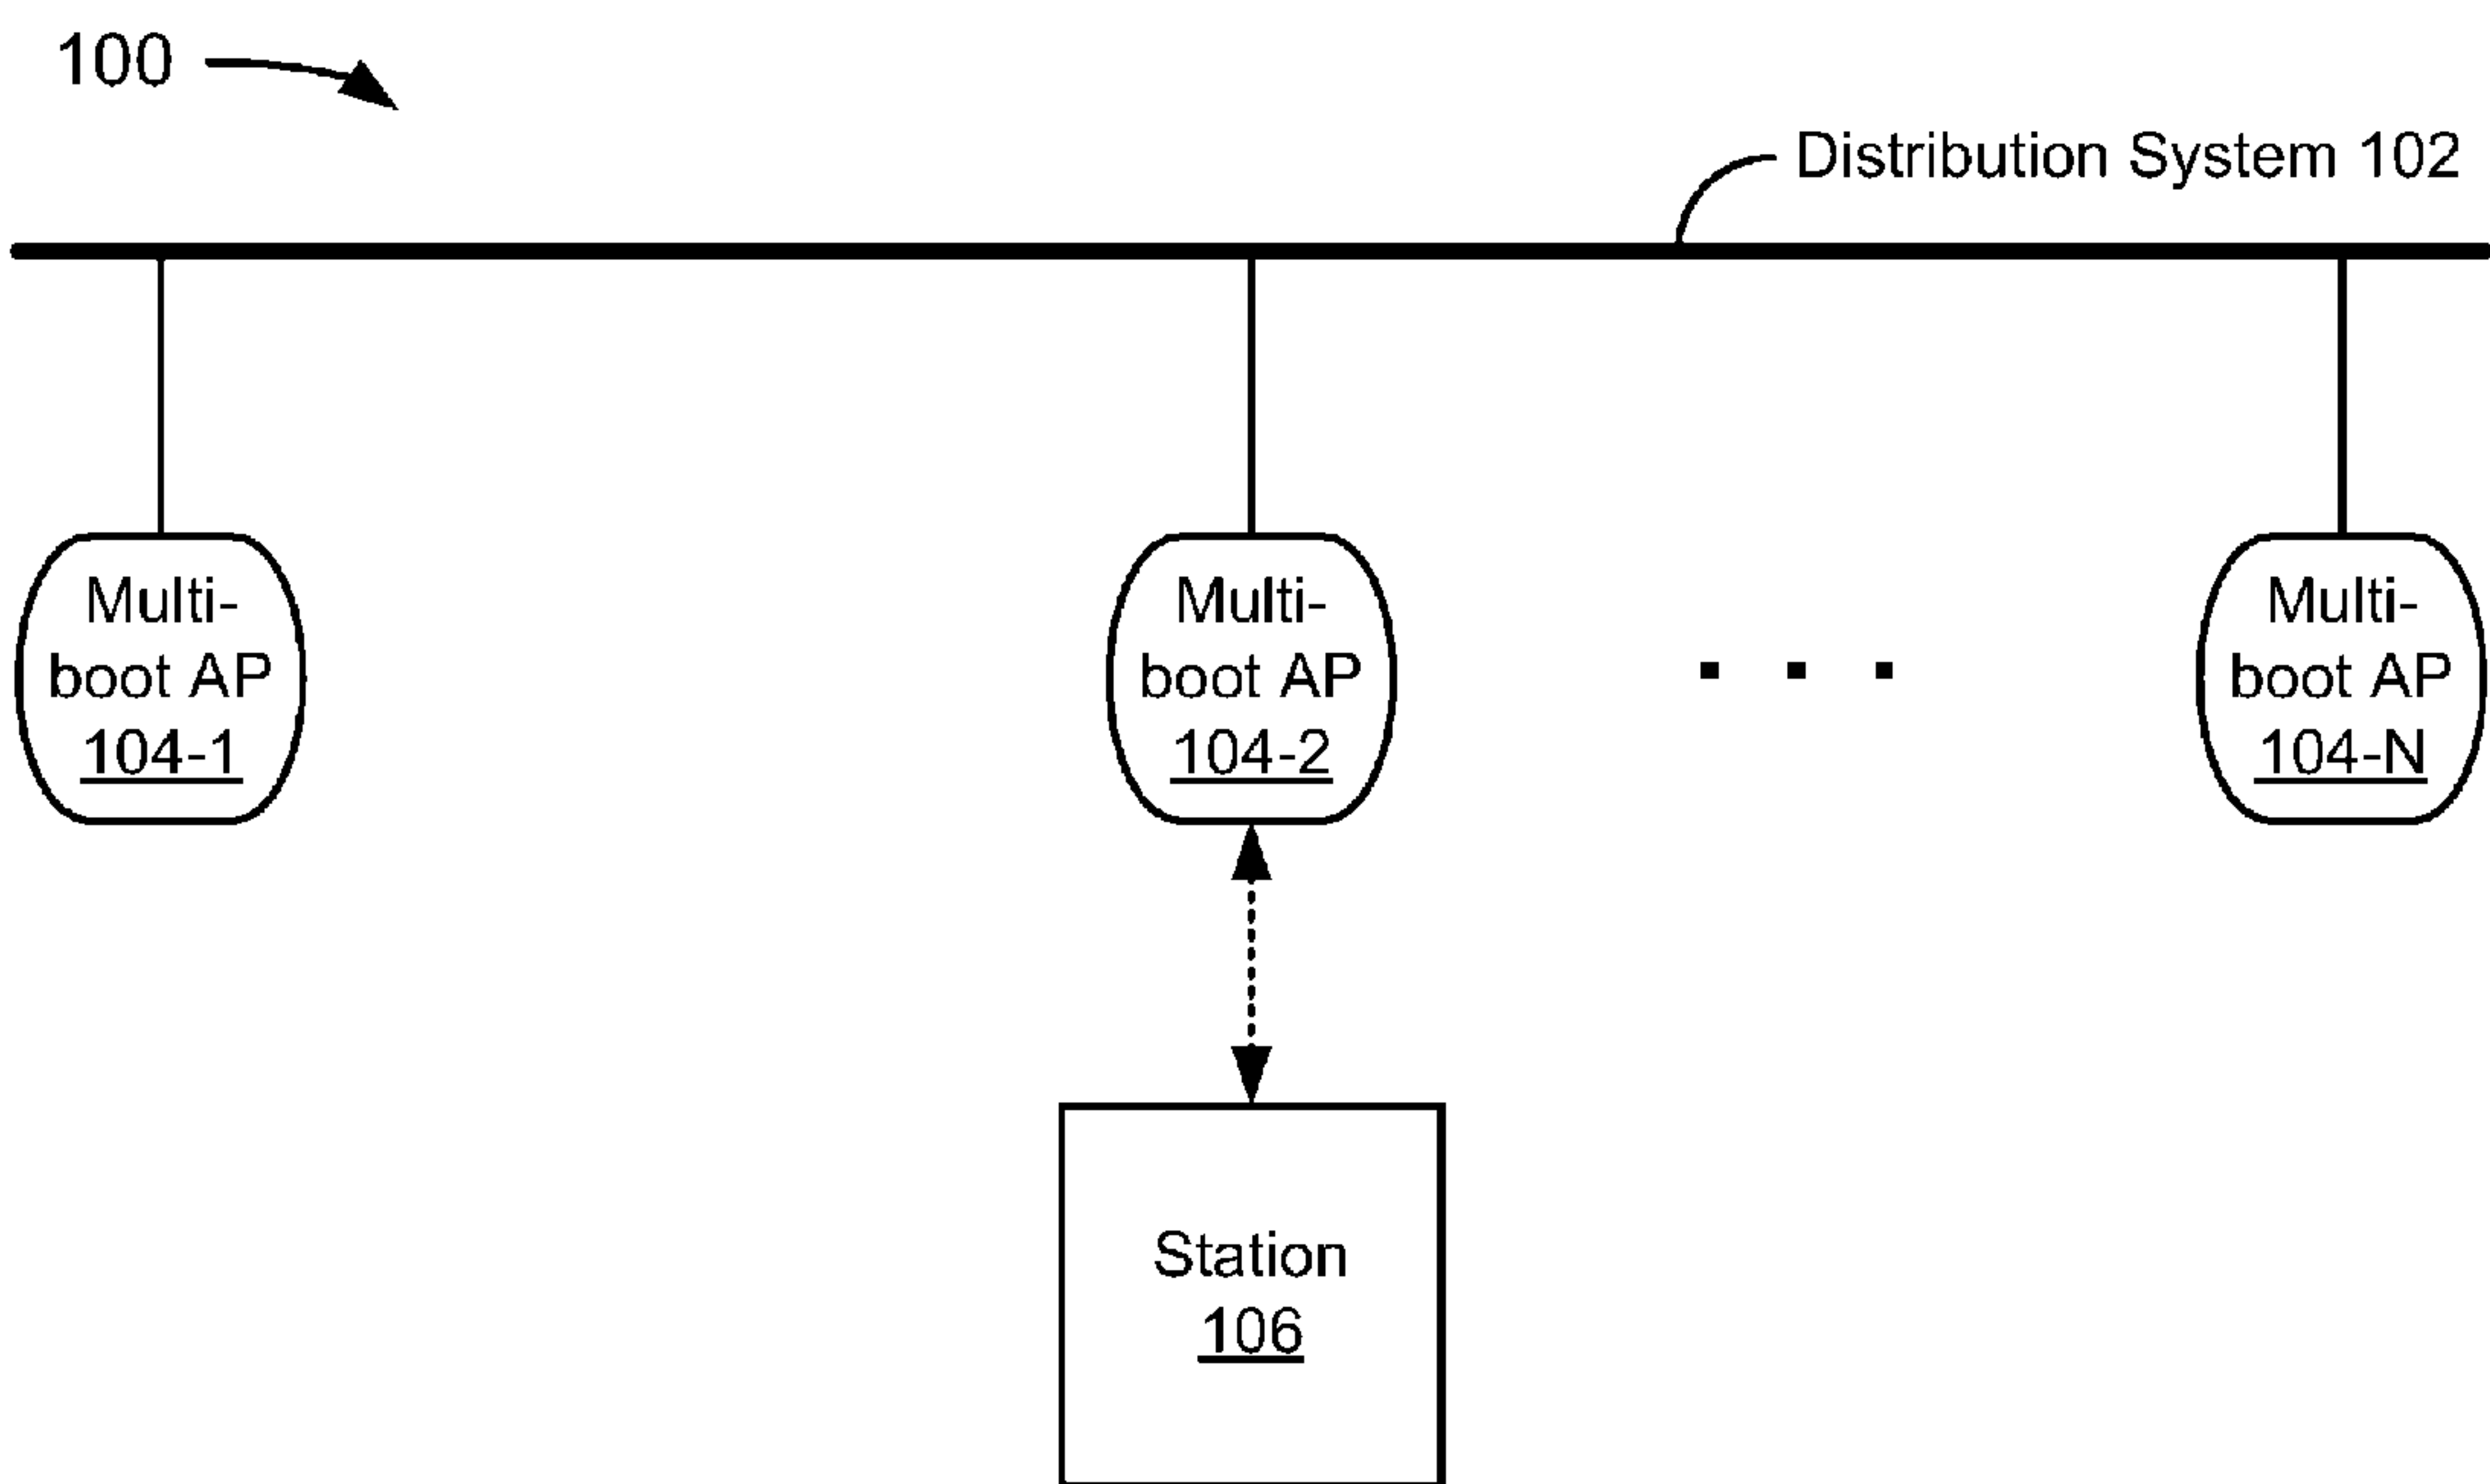 100
Distribution System 102
Multi-
boot AP
104-1
Multi-
boot AP
104-2
Multi-
boot AP
104-N
Station
106